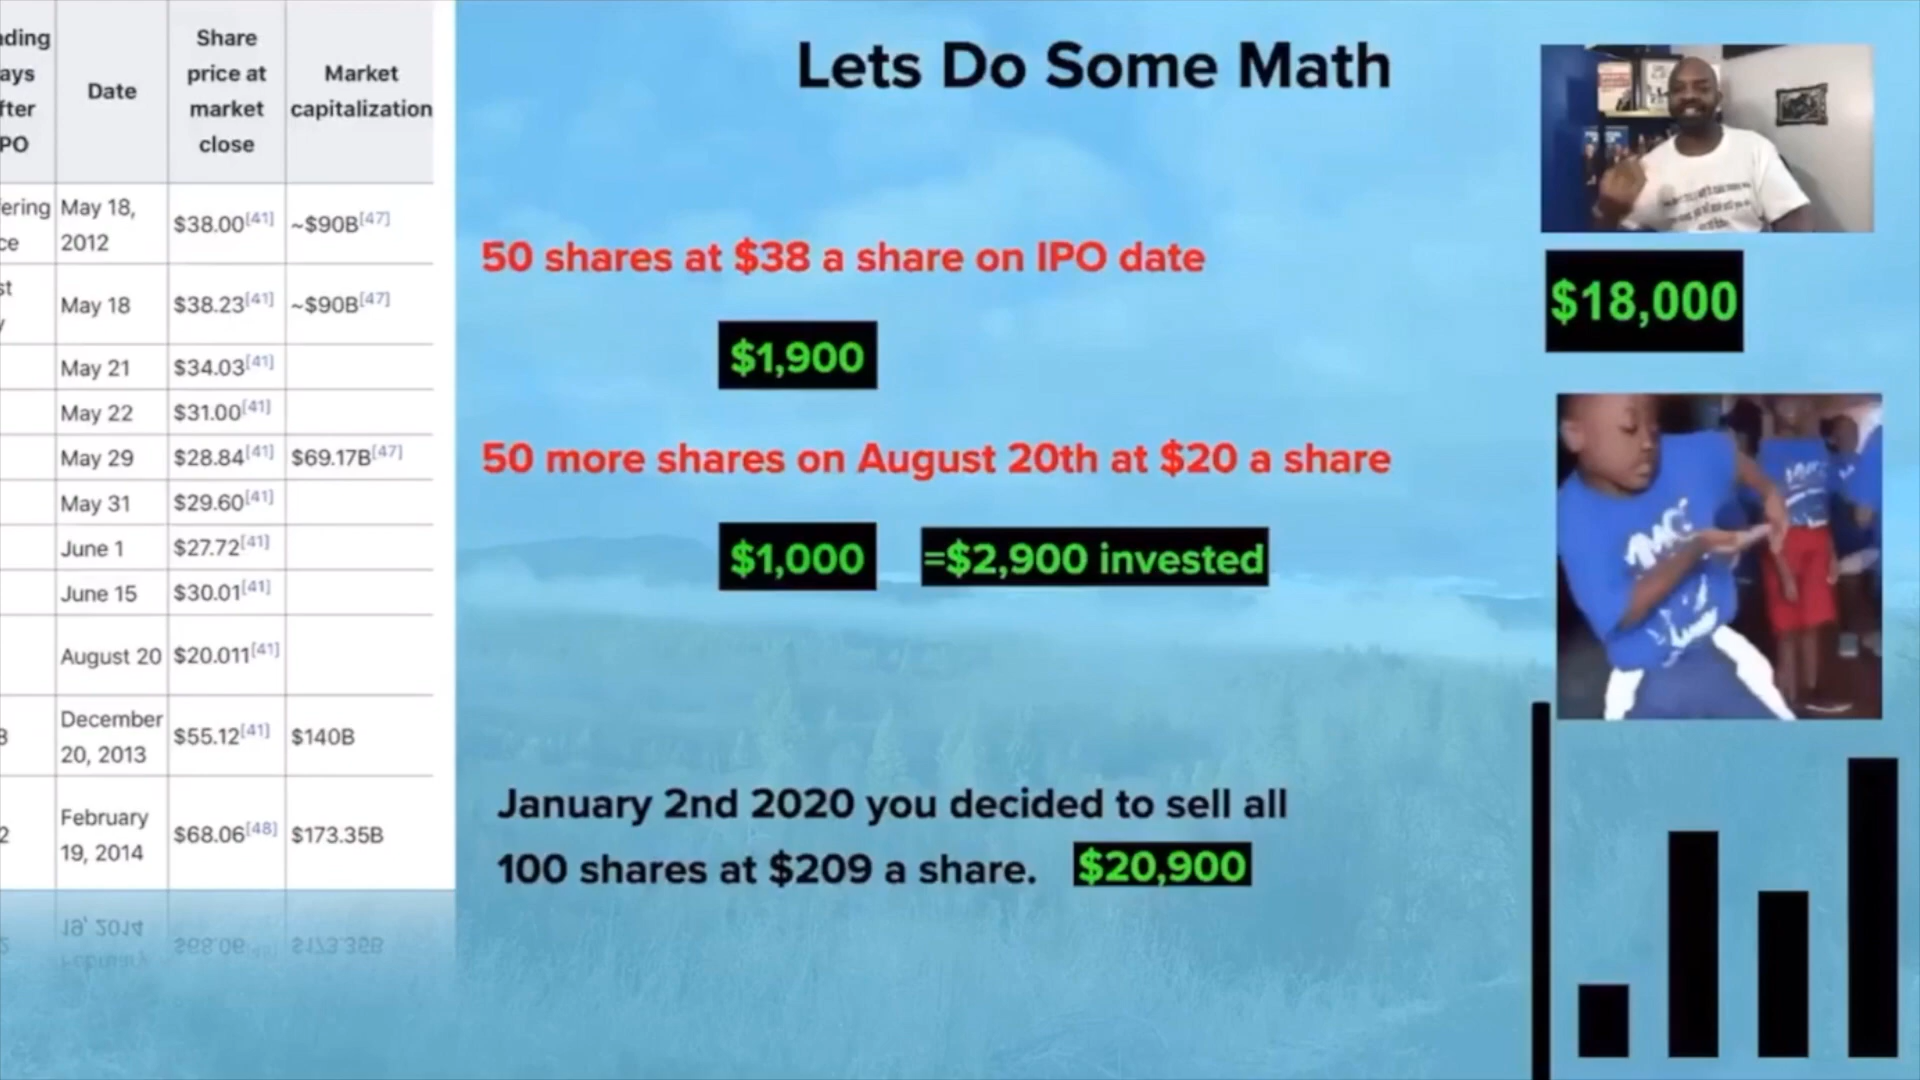 Lets Do Some Math
Date
Share
price at
market
close
Market
capitalization
May 18,
2012
$38.00[41]
~$90B[47]
May 18
$38.23[41]
~$90B[47]
May 21
$34.03[41]
May 22
$31.00[41]
May 29
$28.84[41]
$69.17B[47]
May 31
$29.60[41]
June 1
$27.72[41]
June 15
$30.01[41]
August 20
$20.011[41]
December
20, 2013
$55.12[41]
$140B
February
19, 2014
$68.06[48]
$173.35B
50 shares at $38 a share on IPO date
$1,900
50 more shares on August 20th at $20 a share
$1,000
=$2,900 invested
January 2nd 2020 you decided to sell all
100 shares at $209 a share.
$20,900
$18,000